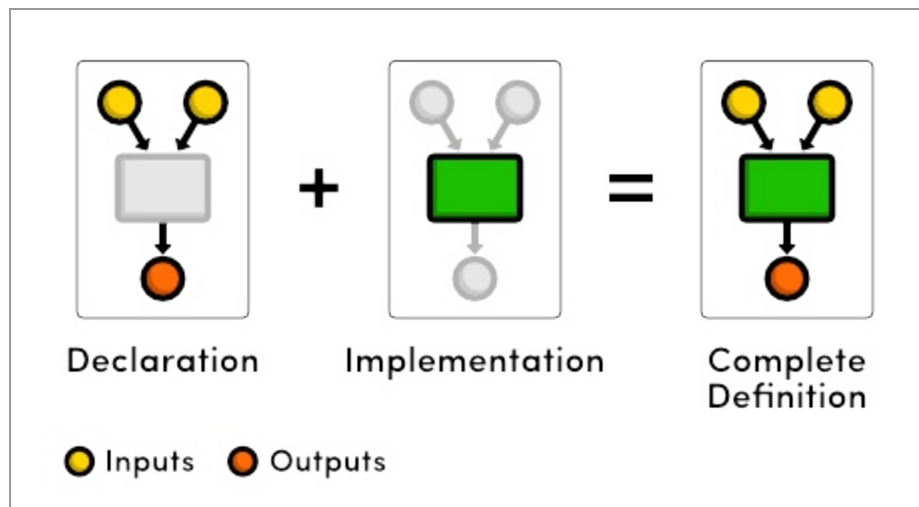 +
=
Declaration
Implementation
Complete
Definition
Inputs
Outputs